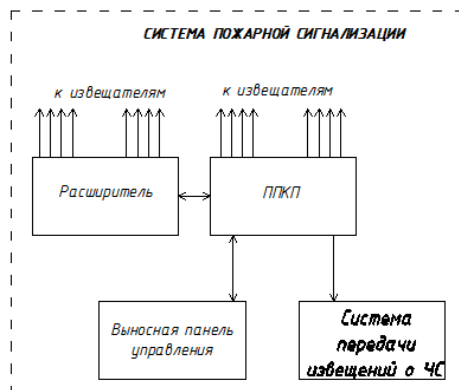 СИСТЕМА ПОЖАРНОЙ СИГНАЛИЗАЦИИ
к извещателям
к извещателям
Расширитель
ППКП
Выносная панель
управления
Система
передачи
извещений о ЧС